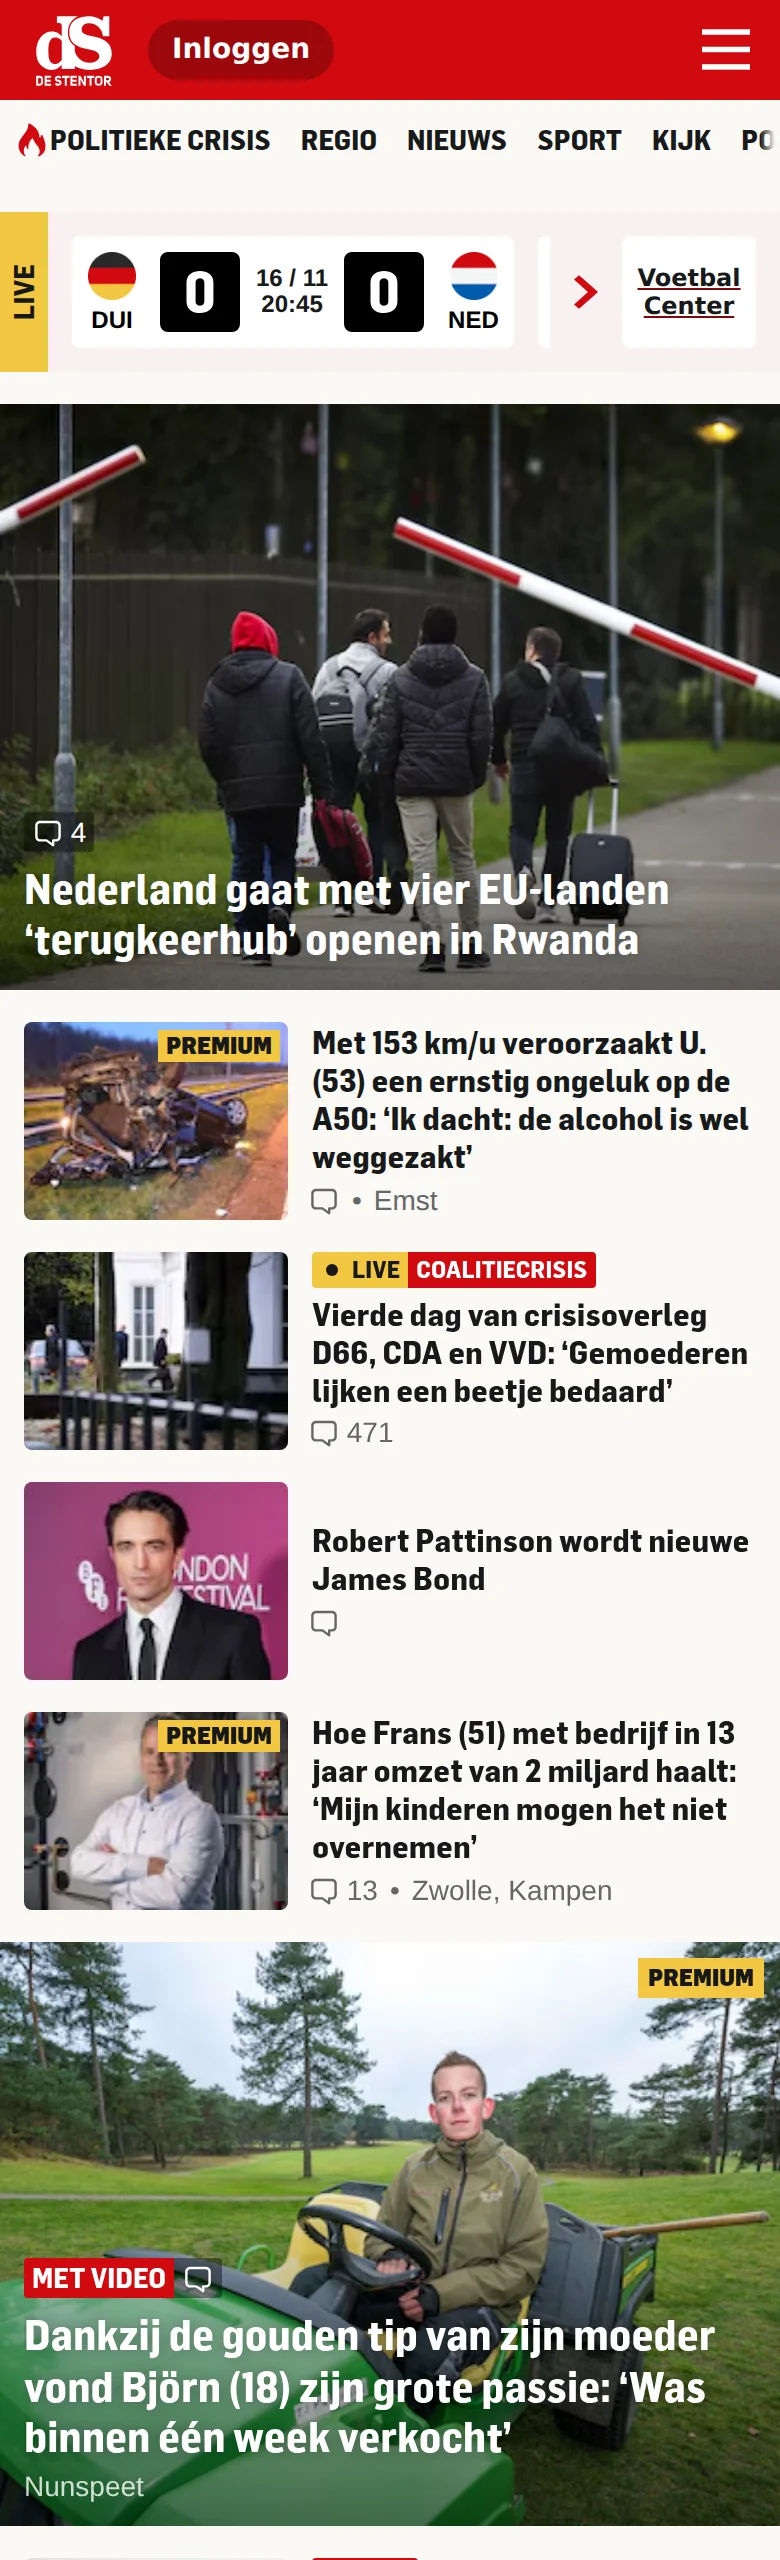 dS
DE STENTOR
Inloggen
POLITIEKE CRISIS REGIO NIEUWS SPORT KIJK PO
LIVE
DUI
0
16 / 11
20:45
0
NED
Voetbal
Center
4
Nederland gaat met vier EU-landen
‘terugkeerhub’ openen in Rwanda
PREMIUM
Met 153 km/u veroorzaakt U.
(53) een ernstig ongeluk op de
A50: ‘Ik dacht: de alcohol is wel
weggezakt’
• Emst
LIVE COALITIECRISIS
Vierde dag van crisisoverleg
D66, CDA en VVD: ‘Gemoederen
lijken een beetje bedaard’
471
NDON
STIVAL
Robert Pattinson wordt nieuwe
James Bond
PREMIUM
Hoe Frans (51) met bedrijf in 13
jaar omzet van 2 miljard haalt:
‘Mijn kinderen mogen het niet
overnemen’
13 • Zwolle, Kampen
PREMIUM
MET VIDEO
Dankzij de gouden tip van zijn moeder
vond Björn (18) zijn grote passie: ‘Was
binnen één week verkocht’
Nunspeet